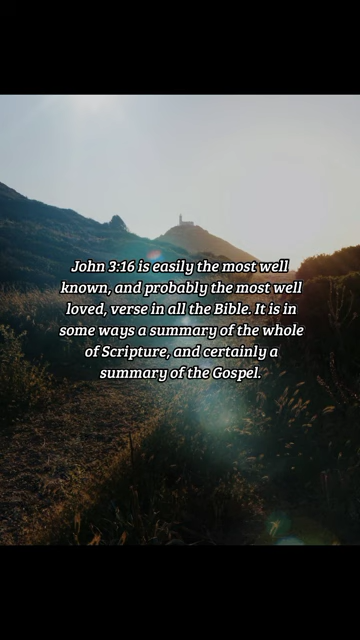 John 3:16 is easily the most well
known, and probably the most well
loved, verse in all the Bible. It is in
some ways a summary of the whole
of Scripture, and certainly a
summary of the Gospel.